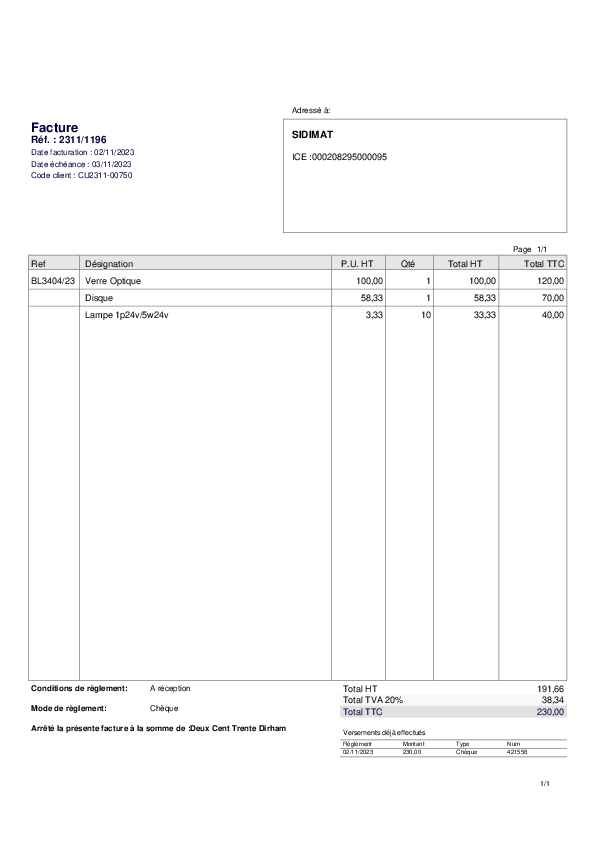 Adressé à:
Facture
Réf. : 2311/1196
Date facturation : 02/11/2023
Date échéance : 03/11/2023
Code client : CU2311-00750
SIDIMAT
ICE :000208295000095
Page 1/1
Ref Désignation P.U. HT Qté Total HT Total TTC
BL3404/23 Verre Optique 100,00 1 100,00 120,00
Disque 58,33 1 58,33 70,00
Lampe 1p24v/5w24v 3,33 10 33,33 40,00
Conditions de règlement: A réception
Mode de règlement: Chèque
Arrêté la présente facture à la somme de :Deux Cent Trente Dirham
Total HT 191,66
Total TVA 20% 38,34
Total TTC 230,00
Versements déjà effectués
Règlement Montant Type Num
02/11/2023 230,00 Chèque 421558
1/1